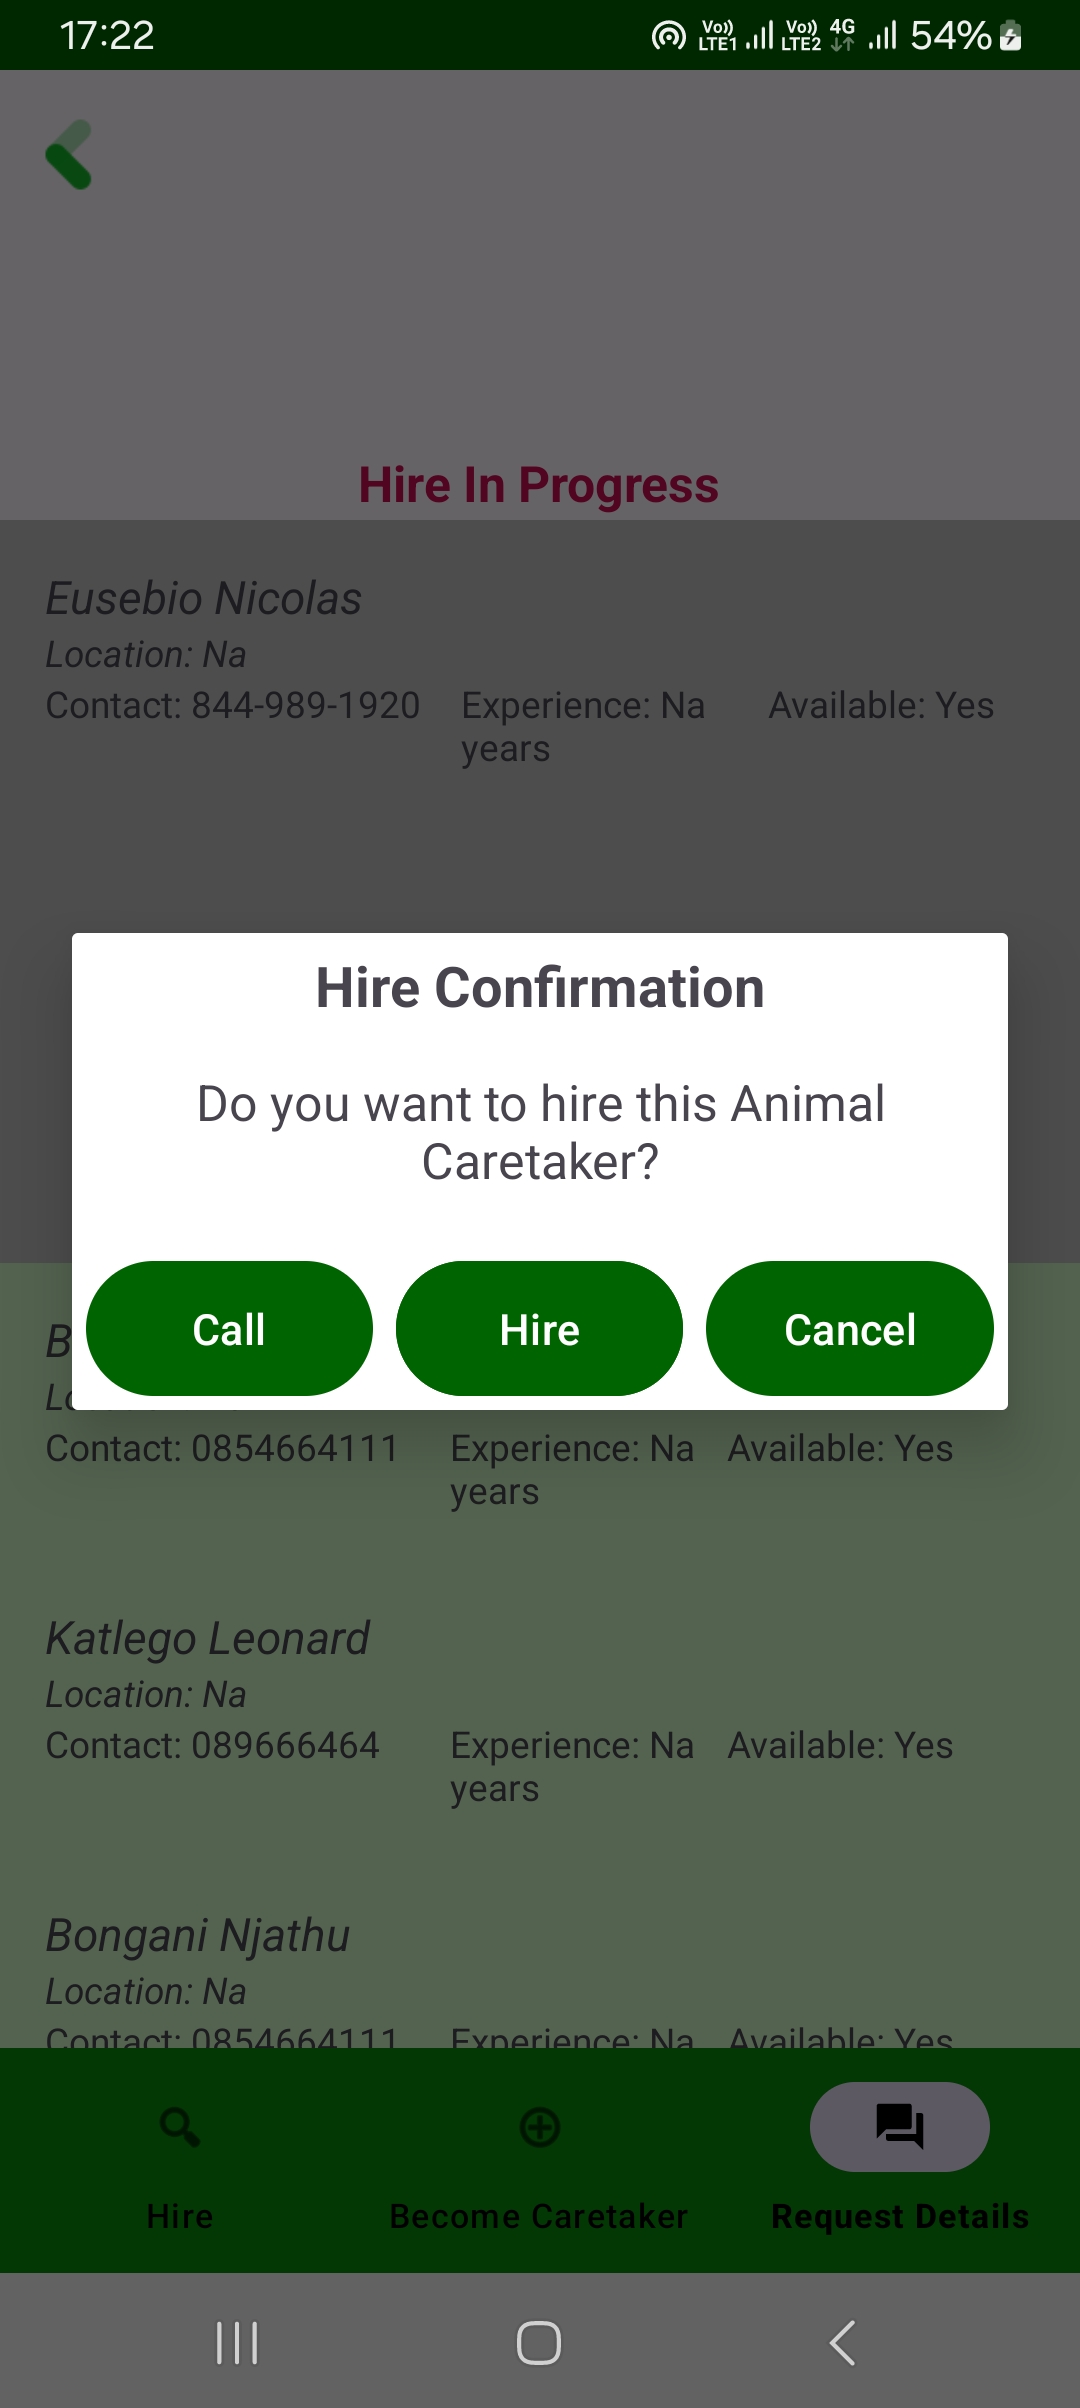 17:22
Vo)) LTE1 Vo)) LTE2 4G 54%
Hire In Progress
Eusebio Nicolas
Location: Na
Contact: 844-989-1920 Experience: Na years Available: Yes
Hire Confirmation
Do you want to hire this Animal
Caretaker?
Call Hire Cancel
Contact: 0854664111 Experience: Na years Available: Yes
Katlego Leonard
Location: Na
Contact: 089666464 Experience: Na years Available: Yes
Bongani Njathu
Location: Na
Contact: 0854664111 Experience: Na Available: Yes
Hire Become Caretaker Request Details